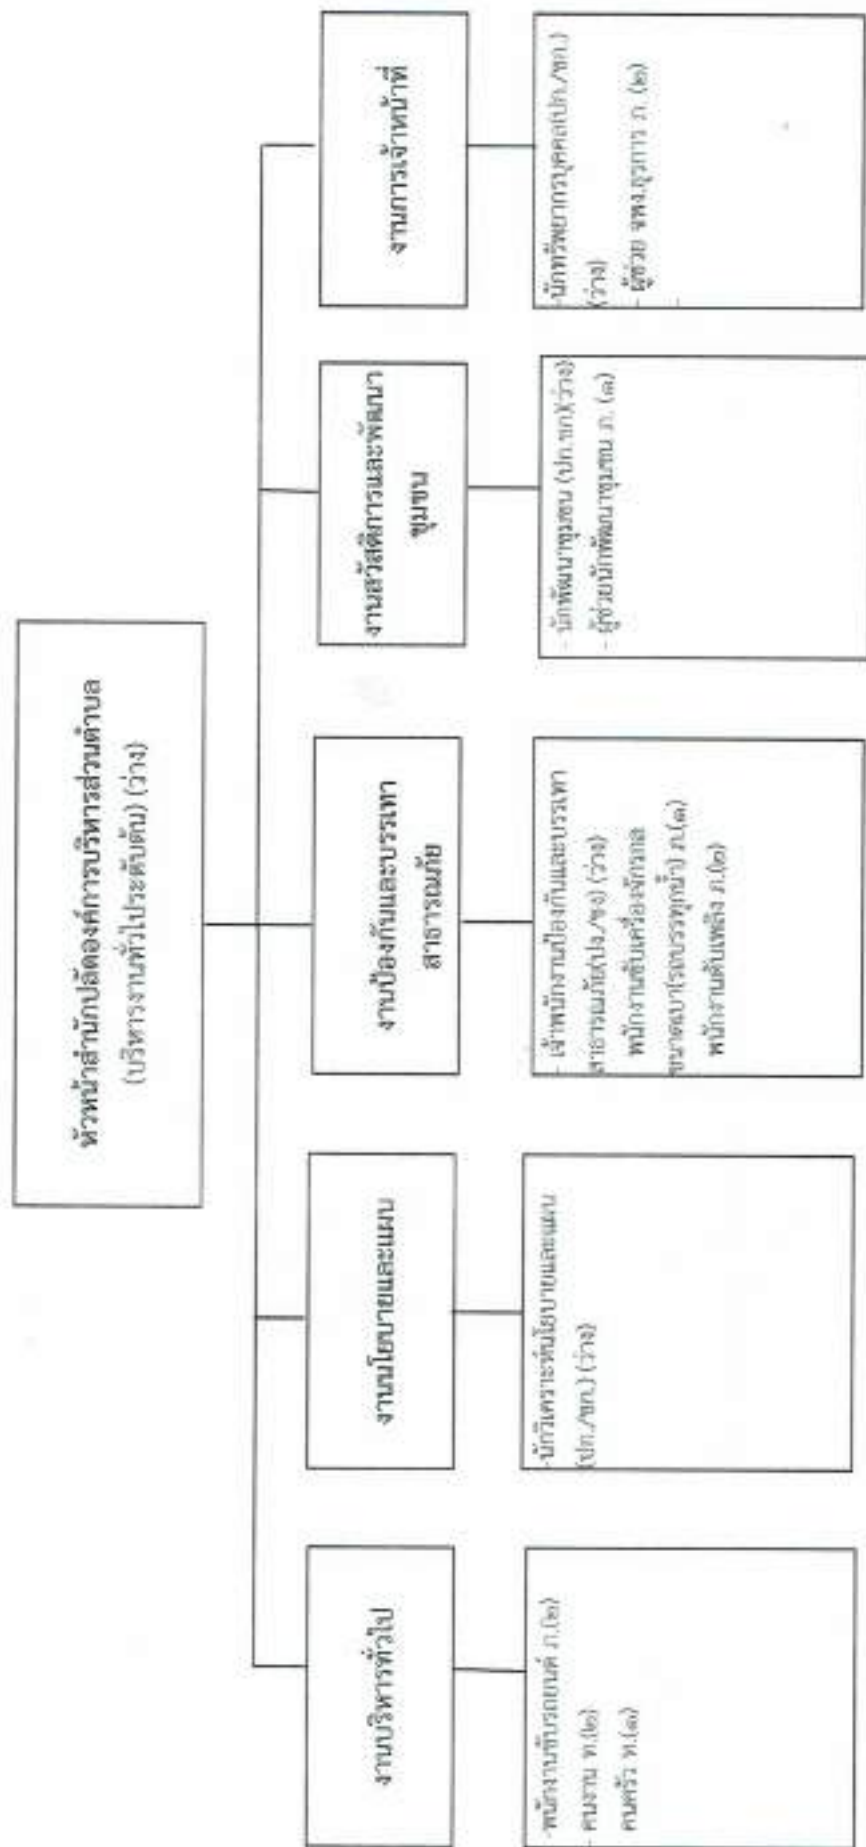 หัวหน้าสำนักปลัดองค์การบริหารส่วนตำบล
(บริหารงานทั่วไประดับต้น) (ว่าง)
งานบริหารทั่วไป
-พนักงานขับรถยนต์ ภ.(๒)
- คนงาน ท.(๒)
คนครัว ท.(๑)
งานนโยบายและแผน
-นักวิเคราะห์นโยบายและแผน
(ปก./ชก.) (ว่าง)
งานป้องกันและบรรเทา
สาธารณภัย
- เจ้าพนักงานป้องกันและบรรเทา
สาธารณภัย(ปง./ชง) (ว่าง)
พนักงานขับเครื่องจักรกล
ขนาดเบา(รถบรรทุกน้ำ) ภ.(๑)
พนักงานดับเพลิง ภ.(๒)
งานสวัสดิการและพัฒนา
ชุมชน
- นักพัฒนาชุมชน (ปก.ชก)(ว่าง)
- ผู้ช่วยนักพัฒนาชุมชน ภ. (๑)
งานการเจ้าหน้าที่
-นักทรัพยากรบุคคล(ปก./ชก.)
(ว่าง)
- ผู้ช่วย จพง.ธุรการ ภ. (๑)